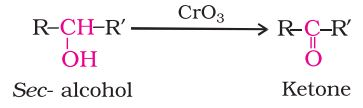 CrO₃
R–CH–R′ R–C–R′
OH O
Sec- alcohol Ketone